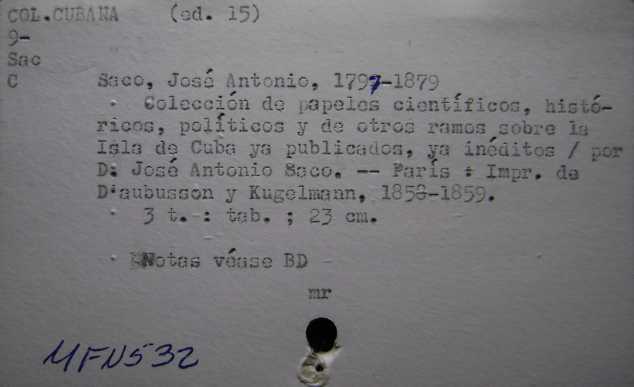 COL.CUBANA (ed. 15)
9-
Sac
C Saco, José Antonio, 1797-1879
Colección de papeles científicos, histó-
ricos, políticos y de otros ramos sobre la
Isla de Cuba ya publicados, ya inéditos / por
D. José Antonio Saco. -- París : Impr. de
D'aubusson y Kugelmann, 1858-1859.
3 t. : tab. ; 23 cm.
Notas véase BD
mr
MFN532